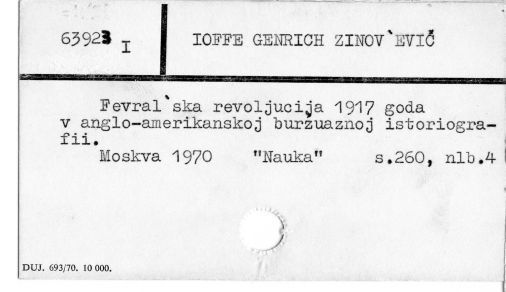 63923 I
IOFFE GENRICH ZINOV`EVIČ
Fevral`ska revoljucija 1917 goda
v anglo-amerikanskoj buržuaznoj istoriogra-
fii.
Moskva 1970 "Nauka" s.260, nlb.4
DUJ. 693/70. 10 000.